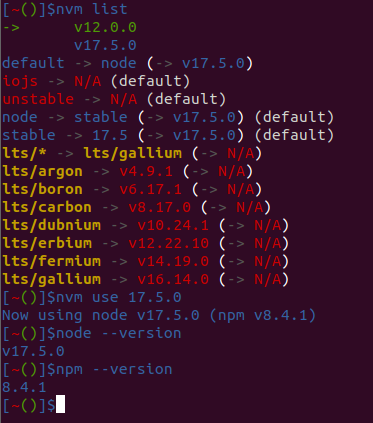 [~()]$nvm list
->       v12.0.0
         v17.5.0
default -> node (-> v17.5.0)
iojs -> N/A (default)
unstable -> N/A (default)
node -> stable (-> v17.5.0) (default)
stable -> 17.5 (-> v17.5.0) (default)
lts/* -> lts/gallium (-> N/A)
lts/argon -> v4.9.1 (-> N/A)
lts/boron -> v6.17.1 (-> N/A)
lts/carbon -> v8.17.0 (-> N/A)
lts/dubnium -> v10.24.1 (-> N/A)
lts/erbium -> v12.22.10 (-> N/A)
lts/fermium -> v14.19.0 (-> N/A)
lts/gallium -> v16.14.0 (-> N/A)
[~()]$nvm use 17.5.0
Now using node v17.5.0 (npm v8.4.1)
[~()]$node --version
v17.5.0
[~()]$npm --version
8.4.1
[~()]$